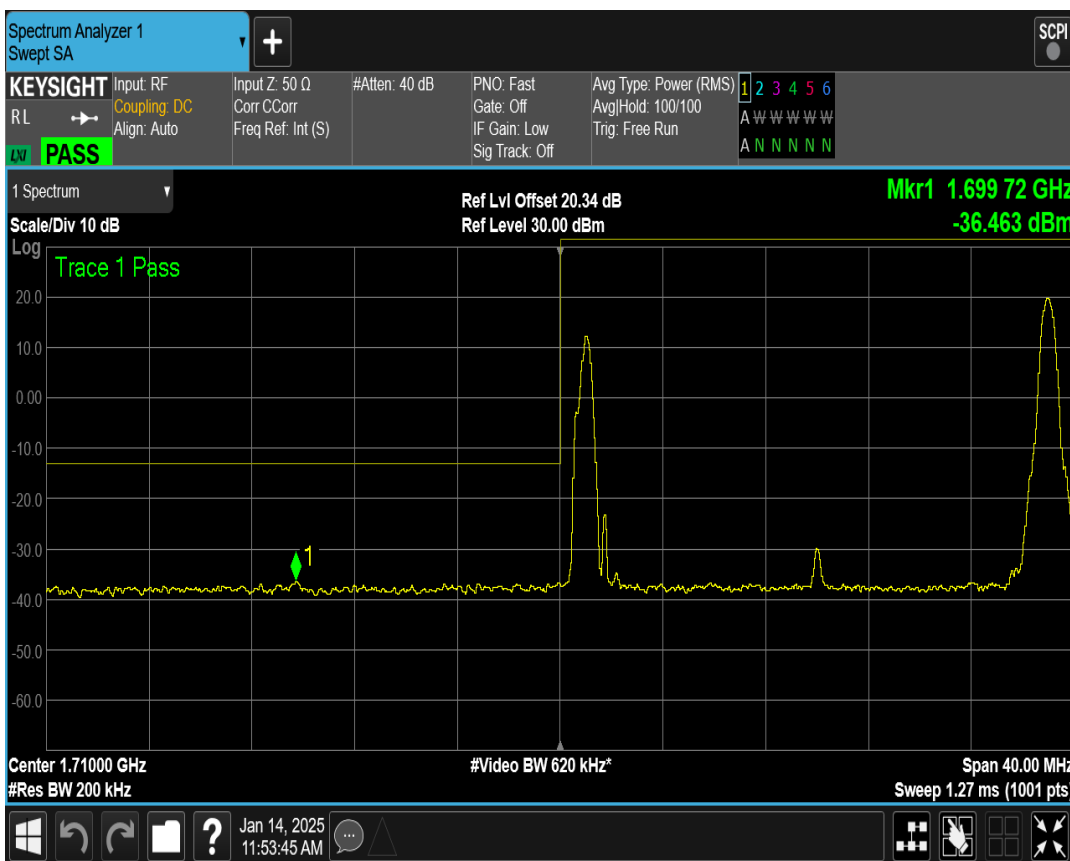 Spectrum Analyzer 1
Swept SA
+
SCPI
KEYSIGHT
RL
LXI
PASS
Input: RF
Coupling: DC
Align: Auto
Input Z: 50 Ω
Corr CCorr
Freq Ref: Int (S)
#Atten: 40 dB
PNO: Fast
Gate: Off
IF Gain: Low
Sig Track: Off
Avg Type: Power (RMS)
Avg|Hold: 100/100
Trig: Free Run
1 2 3 4 5 6
A W W W W W
A N N N N N
1 Spectrum
Scale/Div 10 dB
Ref Lvl Offset 20.34 dB
Ref Level 30.00 dBm
Mkr1 1.699 72 GHz
-36.463 dBm
Log
Trace 1 Pass
20.0
10.0
0.00
-10.0
-20.0
-30.0
-40.0
-50.0
-60.0
1
Center 1.71000 GHz
#Res BW 200 kHz
#Video BW 620 kHz*
Span 40.00 MHz
Sweep 1.27 ms (1001 pts)
?
Jan 14, 2025
11:53:45 AM